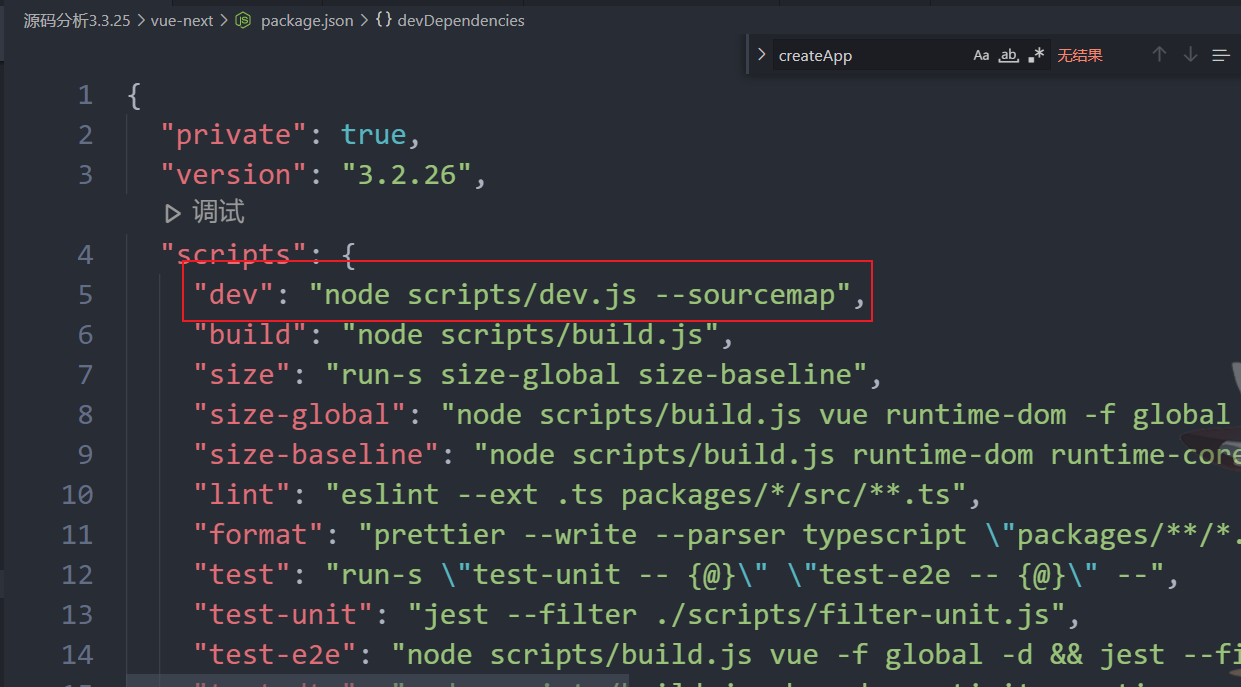 源码分析3.3.25 > vue-next > JS package.json > {} devDependencies
createApp Aa ab .* 无结果
1 {
2 "private": true,
3 "version": "3.2.26",
调试
4 "scripts": {
5 "dev": "node scripts/dev.js --sourcemap",
6 "build": "node scripts/build.js",
7 "size": "run-s size-global size-baseline",
8 "size-global": "node scripts/build.js vue runtime-dom -f global
9 "size-baseline": "node scripts/build.js runtime-dom runtime-core
10 "lint": "eslint --ext .ts packages/*/src/**.ts",
11 "format": "prettier --write --parser typescript \"packages/**/*.
12 "test": "run-s \"test-unit -- {@}\" \"test-e2e -- {@}\" --",
13 "test-unit": "jest --filter ./scripts/filter-unit.js",
14 "test-e2e": "node scripts/build.js vue -f global -d && jest --fi